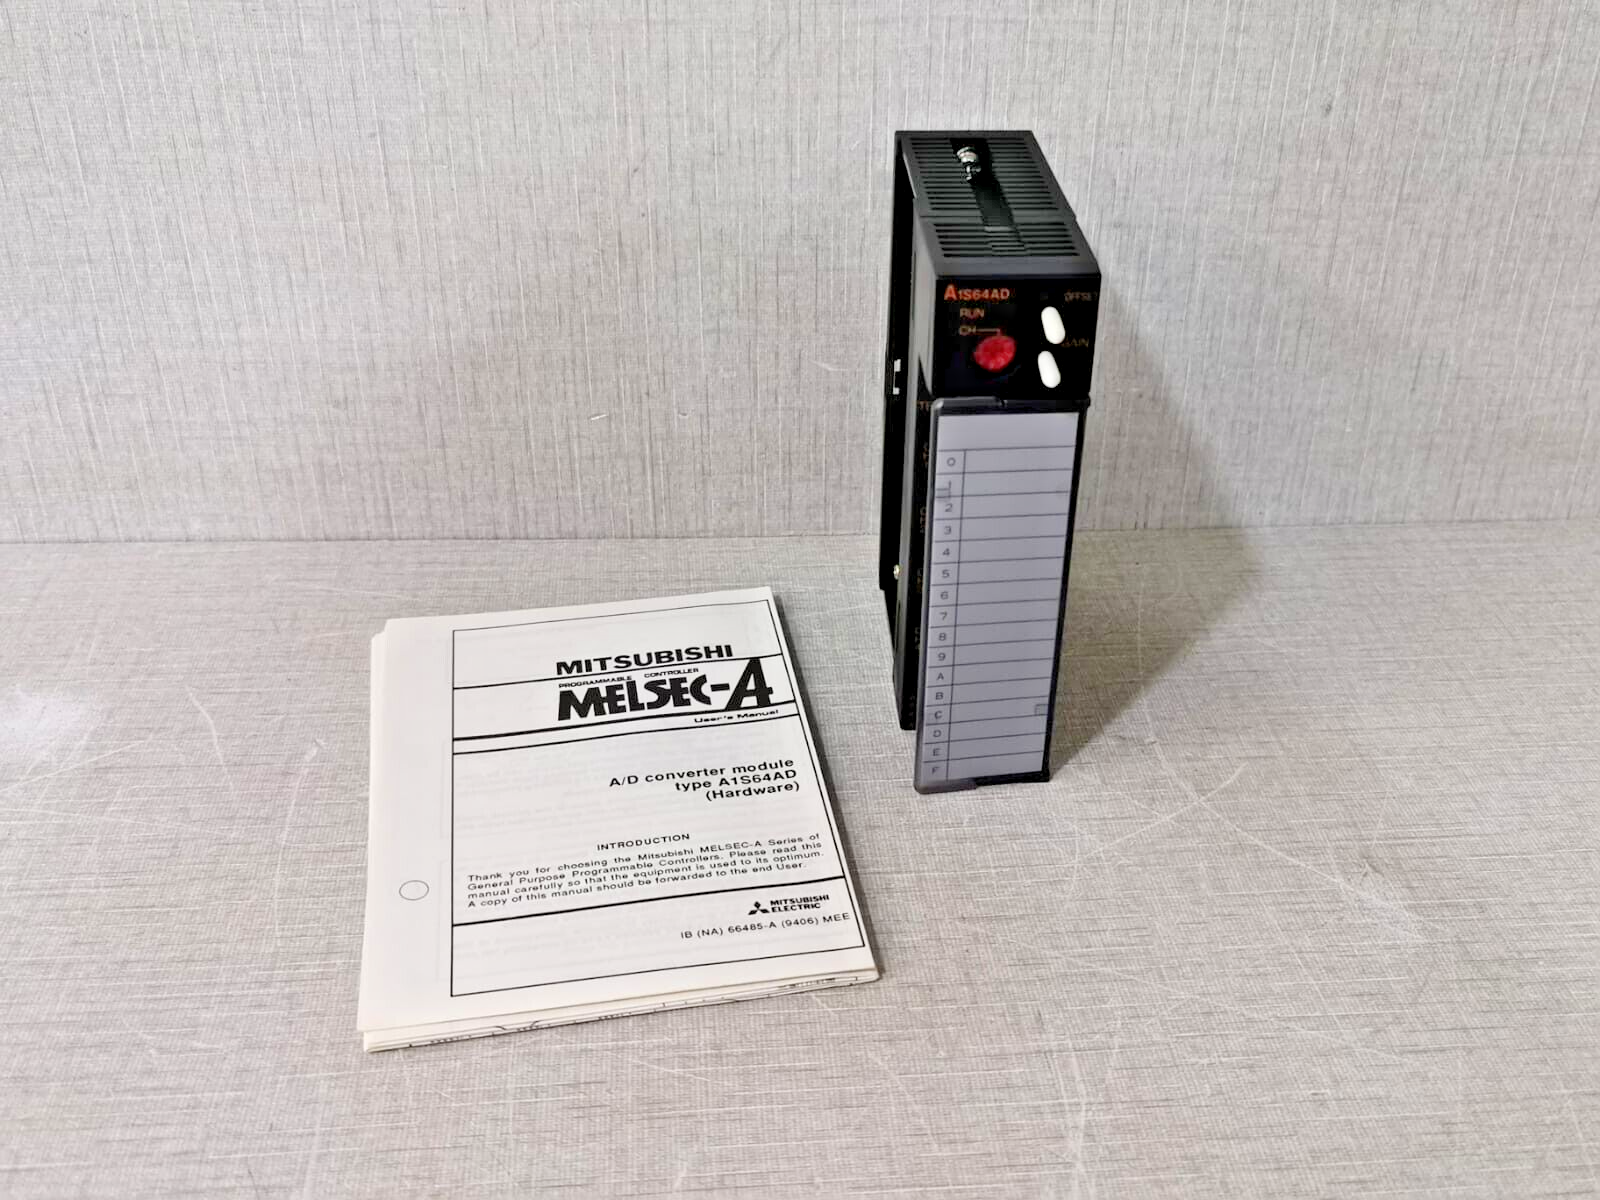 MITSUBISHI
PROGRAMMABLE CONTROLLER
MELSEC-A
User's Manual
A/D converter module
type A1S64AD
(Hardware)
INTRODUCTION
Thank you for choosing the Mitsubishi MELSEC-A Series of
General Purpose Programmable Controllers. Please read this
manual carefully so that the equipment is used to its optimum.
A copy of this manual should be forwarded to the end User.
MITSUBISHI
ELECTRIC
IB (NA) 66485-A (9406) MEE
A1S64AD
OFFSET
RUN
CH
GAIN
0
1
2
3
4
5
6
7
8
9
A
B
C
D
E
F